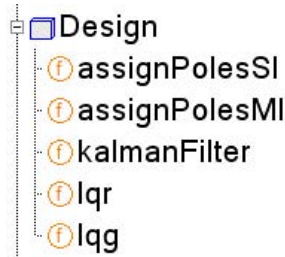 Design
f assignPolesSI
f assignPolesMI
f kalmanFilter
f lqr
f lqg